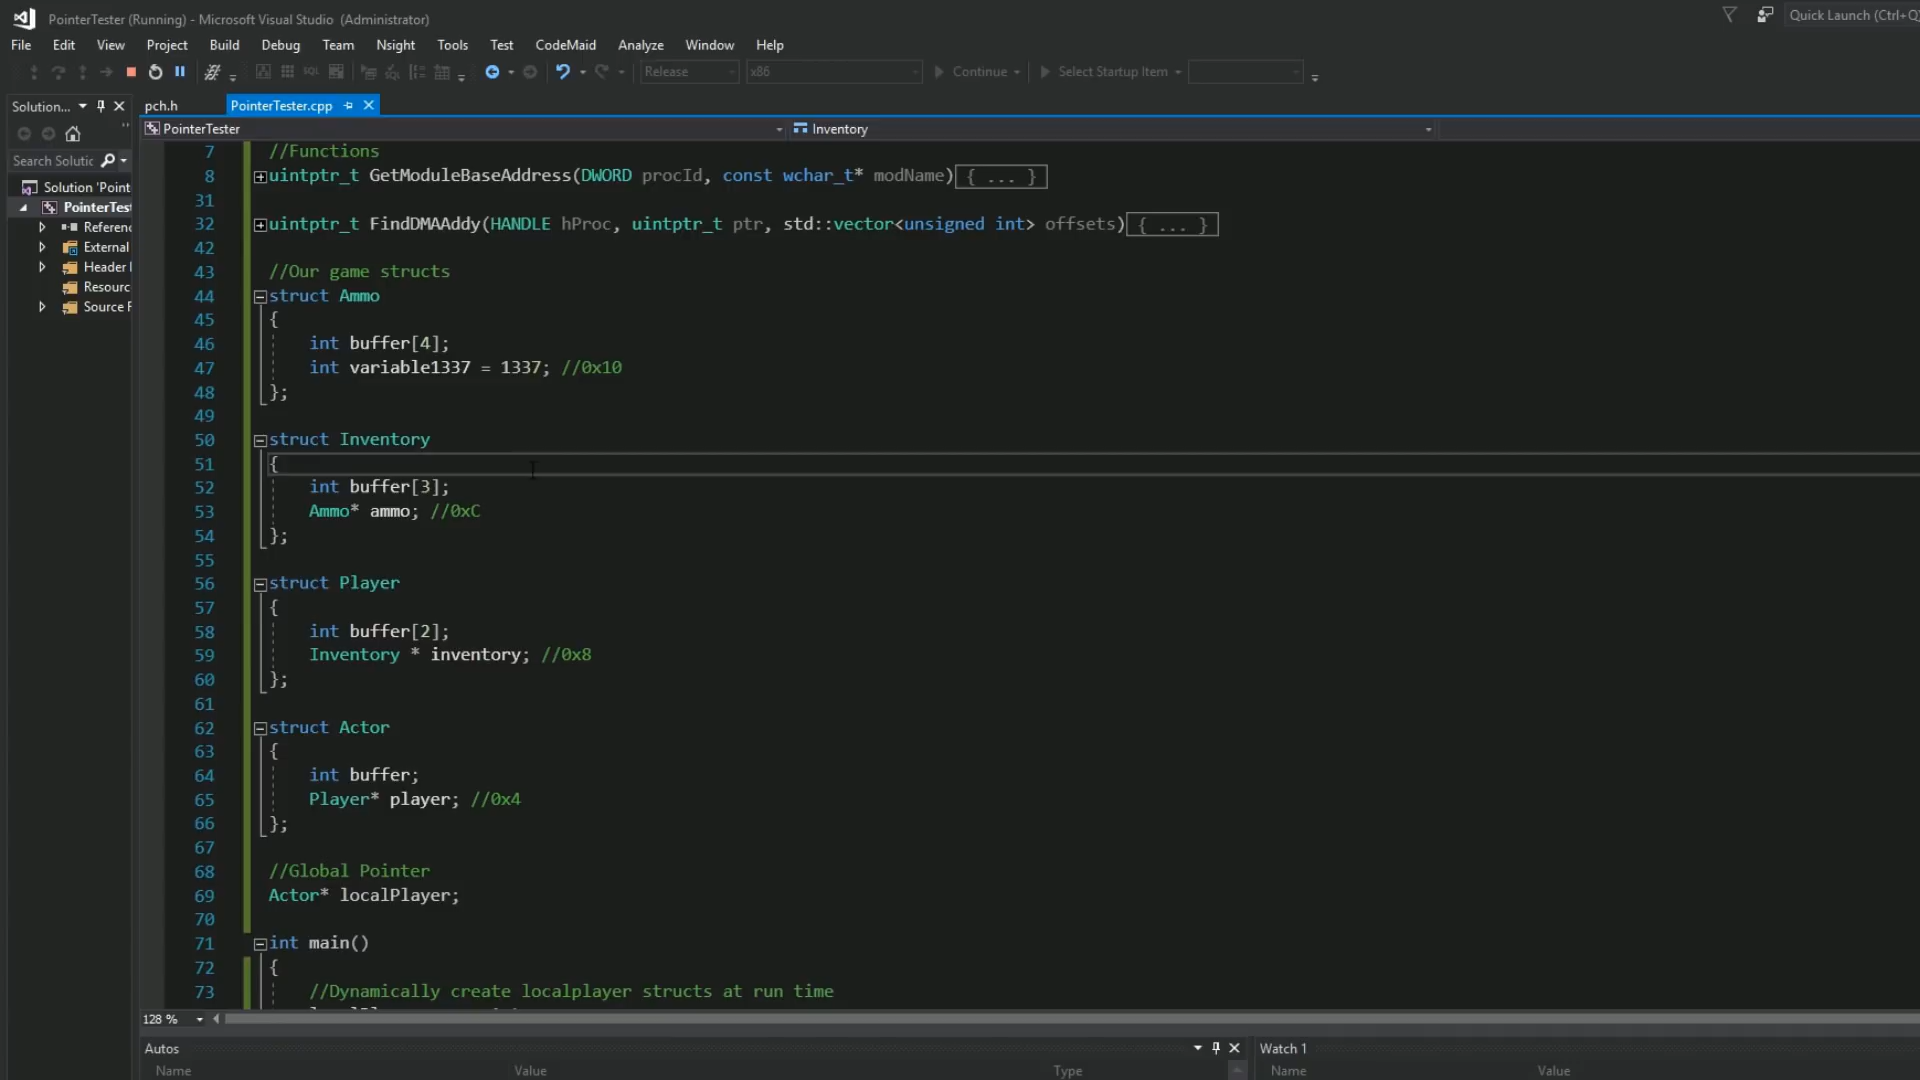 PointerTester (Running) - Microsoft Visual Studio (Administrator)
Quick Launch (Ctrl+Q)
File Edit View Project Build Debug Team Nsight Tools Test CodeMaid Analyze Window Help
Release x86 Continue Select Startup Item
Solution... pch.h PointerTester.cpp
PointerTester Inventory
Search Solutic
Solution 'Point
PointerTes
Referenc
External
Header
Resourc
Source F
7 //Functions
8 uintptr_t GetModuleBaseAddress(DWORD procId, const wchar_t* modName){ ... }
31
32 uintptr_t FindDMAAddy(HANDLE hProc, uintptr_t ptr, std::vector<unsigned int> offsets){ ... }
42
43 //Our game structs
44 struct Ammo
45 {
46 int buffer[4];
47 int variable1337 = 1337; //0x10
48 };
49
50 struct Inventory
51 {
52 int buffer[3];
53 Ammo* ammo; //0xC
54 };
55
56 struct Player
57 {
58 int buffer[2];
59 Inventory * inventory; //0x8
60 };
61
62 struct Actor
63 {
64 int buffer;
65 Player* player; //0x4
66 };
67
68 //Global Pointer
69 Actor* localPlayer;
70
71 int main()
72 {
73 //Dynamically create localplayer structs at run time
128 %
Autos Watch 1
Name Value Type Name Value